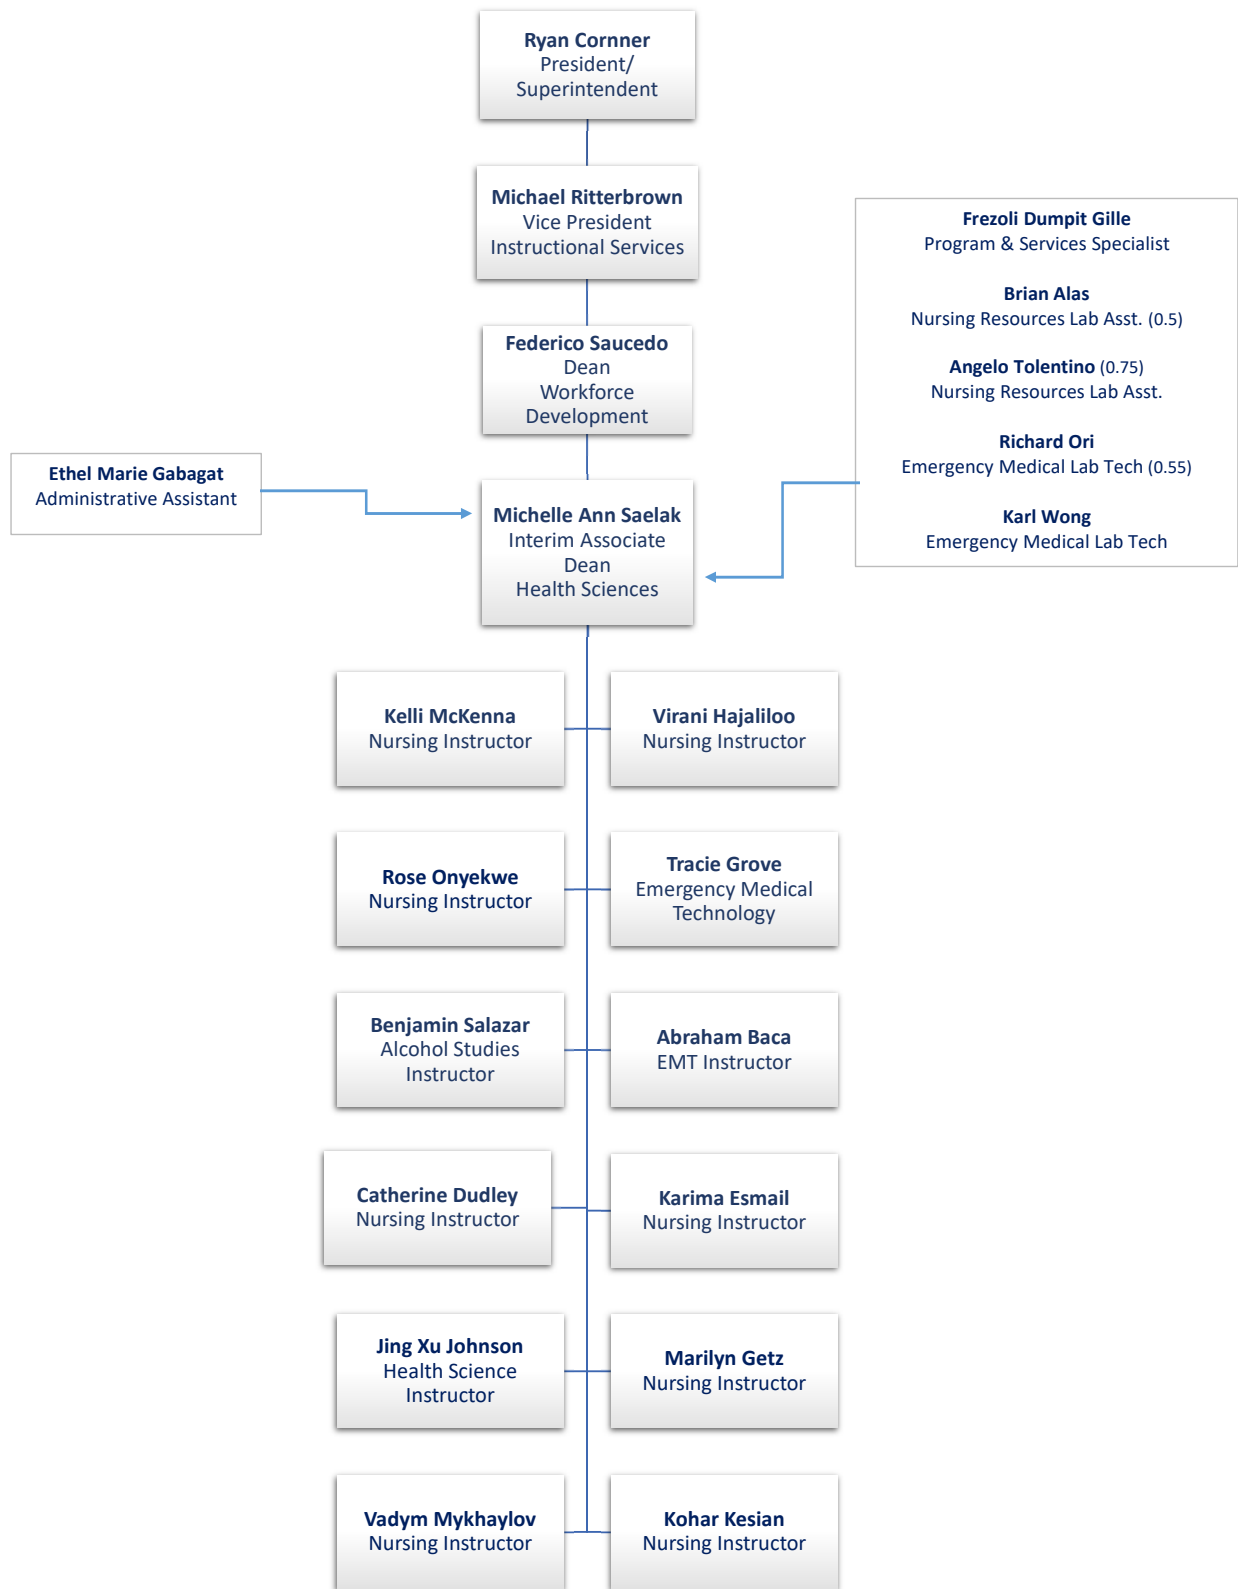 Ryan Cornner
President/
Superintendent
Michael Ritterbrown
Vice President
Instructional Services
Frezoli Dumpit Gille
Program & Services Specialist
Brian Alas
Nursing Resources Lab Asst. (0.5)
Angelo Tolentino (0.75)
Nursing Resources Lab Asst.
Richard Ori
Emergency Medical Lab Tech (0.55)
Karl Wong
Emergency Medical Lab Tech
Federico Saucedo
Dean
Workforce
Development
Ethel Marie Gabagat
Administrative Assistant
Michelle Ann Saelak
Interim Associate
Dean
Health Sciences
Kelli McKenna
Nursing Instructor
Virani Hajaliloo
Nursing Instructor
Rose Onyekwe
Nursing Instructor
Tracie Grove
Emergency Medical
Technology
Benjamin Salazar
Alcohol Studies
Instructor
Abraham Baca
EMT Instructor
Catherine Dudley
Nursing Instructor
Karima Esmail
Nursing Instructor
Jing Xu Johnson
Health Science
Instructor
Marilyn Getz
Nursing Instructor
Vadym Mykhaylov
Nursing Instructor
Kohar Kesian
Nursing Instructor